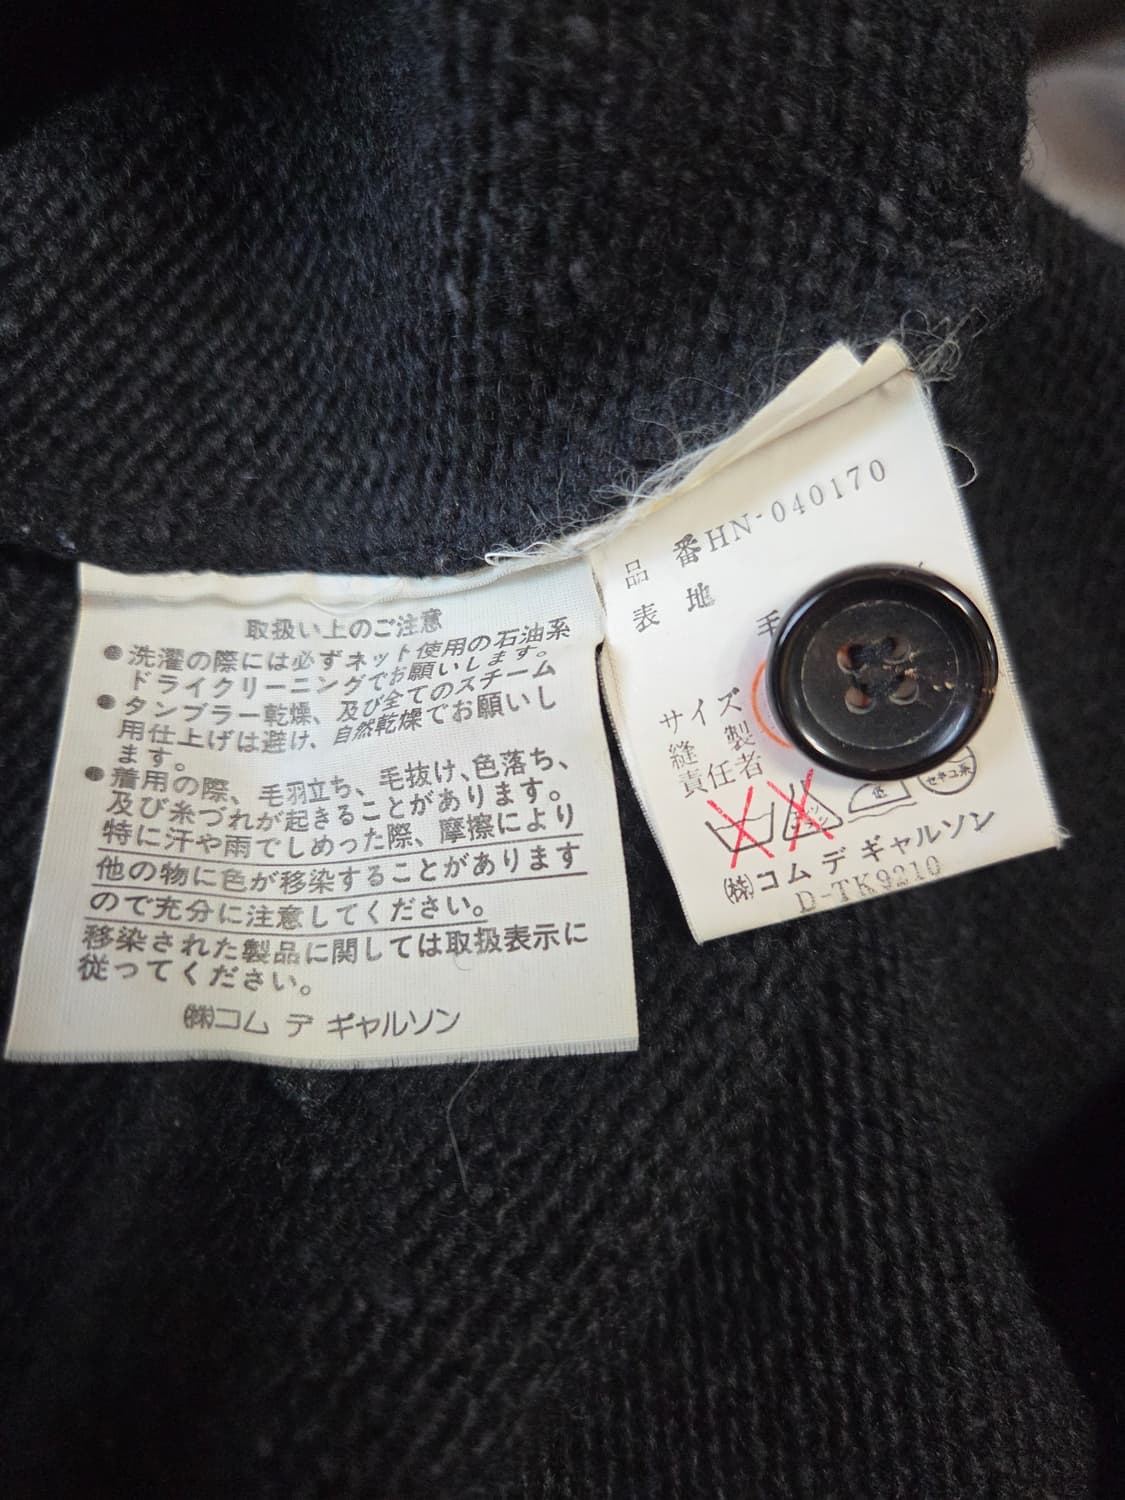 取扱い上のご注意
●洗濯の際には必ずネット使用の石油系
ドライクリーニングでお願いします。
●タンブラー乾燥、及び全てのスチーム
用仕上げは避け、自然乾燥でお願いし
ます。
●着用の際、毛羽立ち、毛抜け、色落ち、
及び糸づれが起きることがあります。
特に汗や雨でしめった際、摩擦により
他の物に色が移染することがあります
ので充分に注意してください。
移染された製品に関しては取扱表示に
従ってください。
㈱コム デ ギャルソン
品 番 HN-040170
表 地
毛
サイズ
縫 製
責任者
低
セキユ系
㈱コム デ ギャルソン
D-TK9210